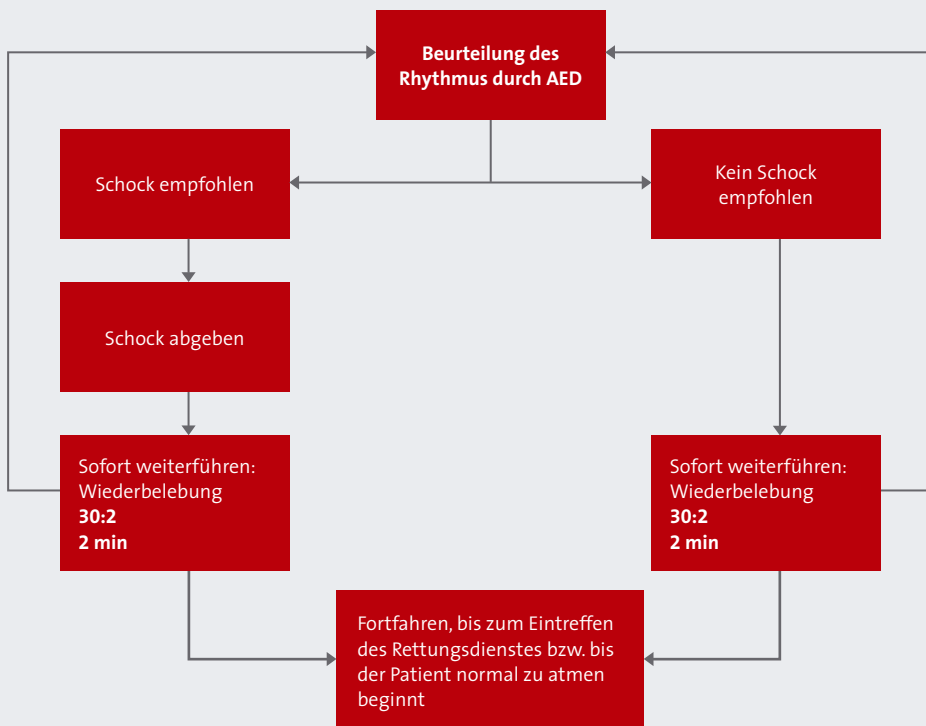 Beurteilung des
Rhythmus durch AED
Schock empfohlen
Kein Schock
empfohlen
Schock abgeben
Sofort weiterführen:
Wiederbelebung
30:2
2 min
Sofort weiterführen:
Wiederbelebung
30:2
2 min
Fortfahren, bis zum Eintreffen
des Rettungsdienstes bzw. bis
der Patient normal zu atmen
beginnt